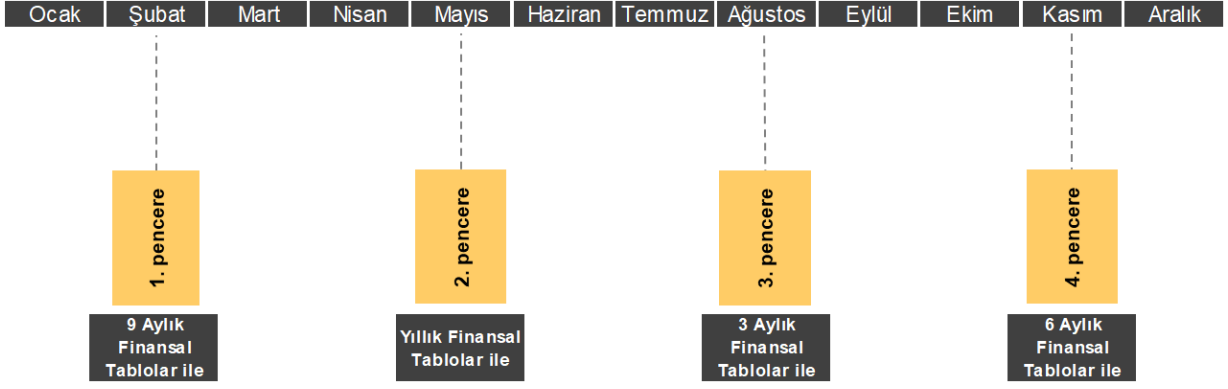 Ocak Şubat Mart Nisan Mayıs Haziran Temmuz Ağustos Eylül Ekim Kasım Aralık
1. pencere
2. pencere
3. pencere
4. pencere
9 Aylık
Finansal
Tablolar ile
Yıllık Finansal
Tablolar ile
3 Aylık
Finansal
Tablolar ile
6 Aylık
Finansal
Tablolar ile